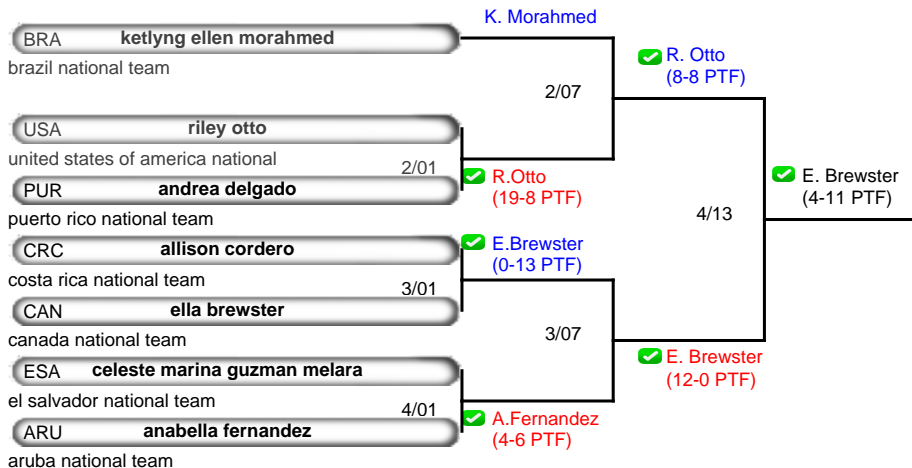 K. Morahmed
BRA ketlyng ellen morahmed
brazil national team
R. Otto
(8-8 PTF)
2/07
USA riley otto
united states of america national
2/01
R.Otto
(19-8 PTF)
PUR andrea delgado
puerto rico national team
E. Brewster
(4-11 PTF)
4/13
CRC allison cordero
costa rica national team
E.Brewster
(0-13 PTF)
3/01
CAN ella brewster
canada national team
3/07
ESA celeste marina guzman melara
el salvador national team
E. Brewster
(12-0 PTF)
4/01
A.Fernandez
(4-6 PTF)
ARU anabella fernandez
aruba national team